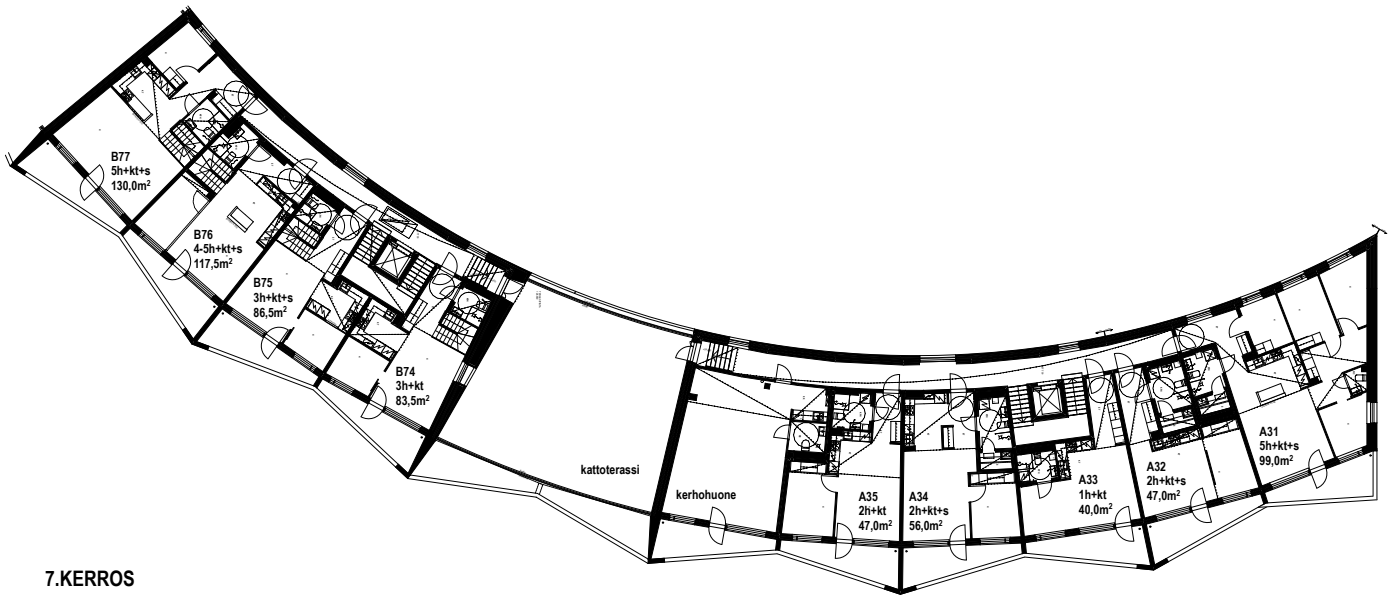 B77
5h+kt+s
130,0m²
B76
4-5h+kt+s
117,5m²
B75
3h+kt+s
86,5m²
B74
3h+kt
83,5m²
kattoterassi
kerhohuone
A35
2h+kt
47,0m²
A34
2h+kt+s
56,0m²
A33
1h+kt
40,0m²
A32
2h+kt+s
47,0m²
A31
5h+kt+s
99,0m²
7.KERROS